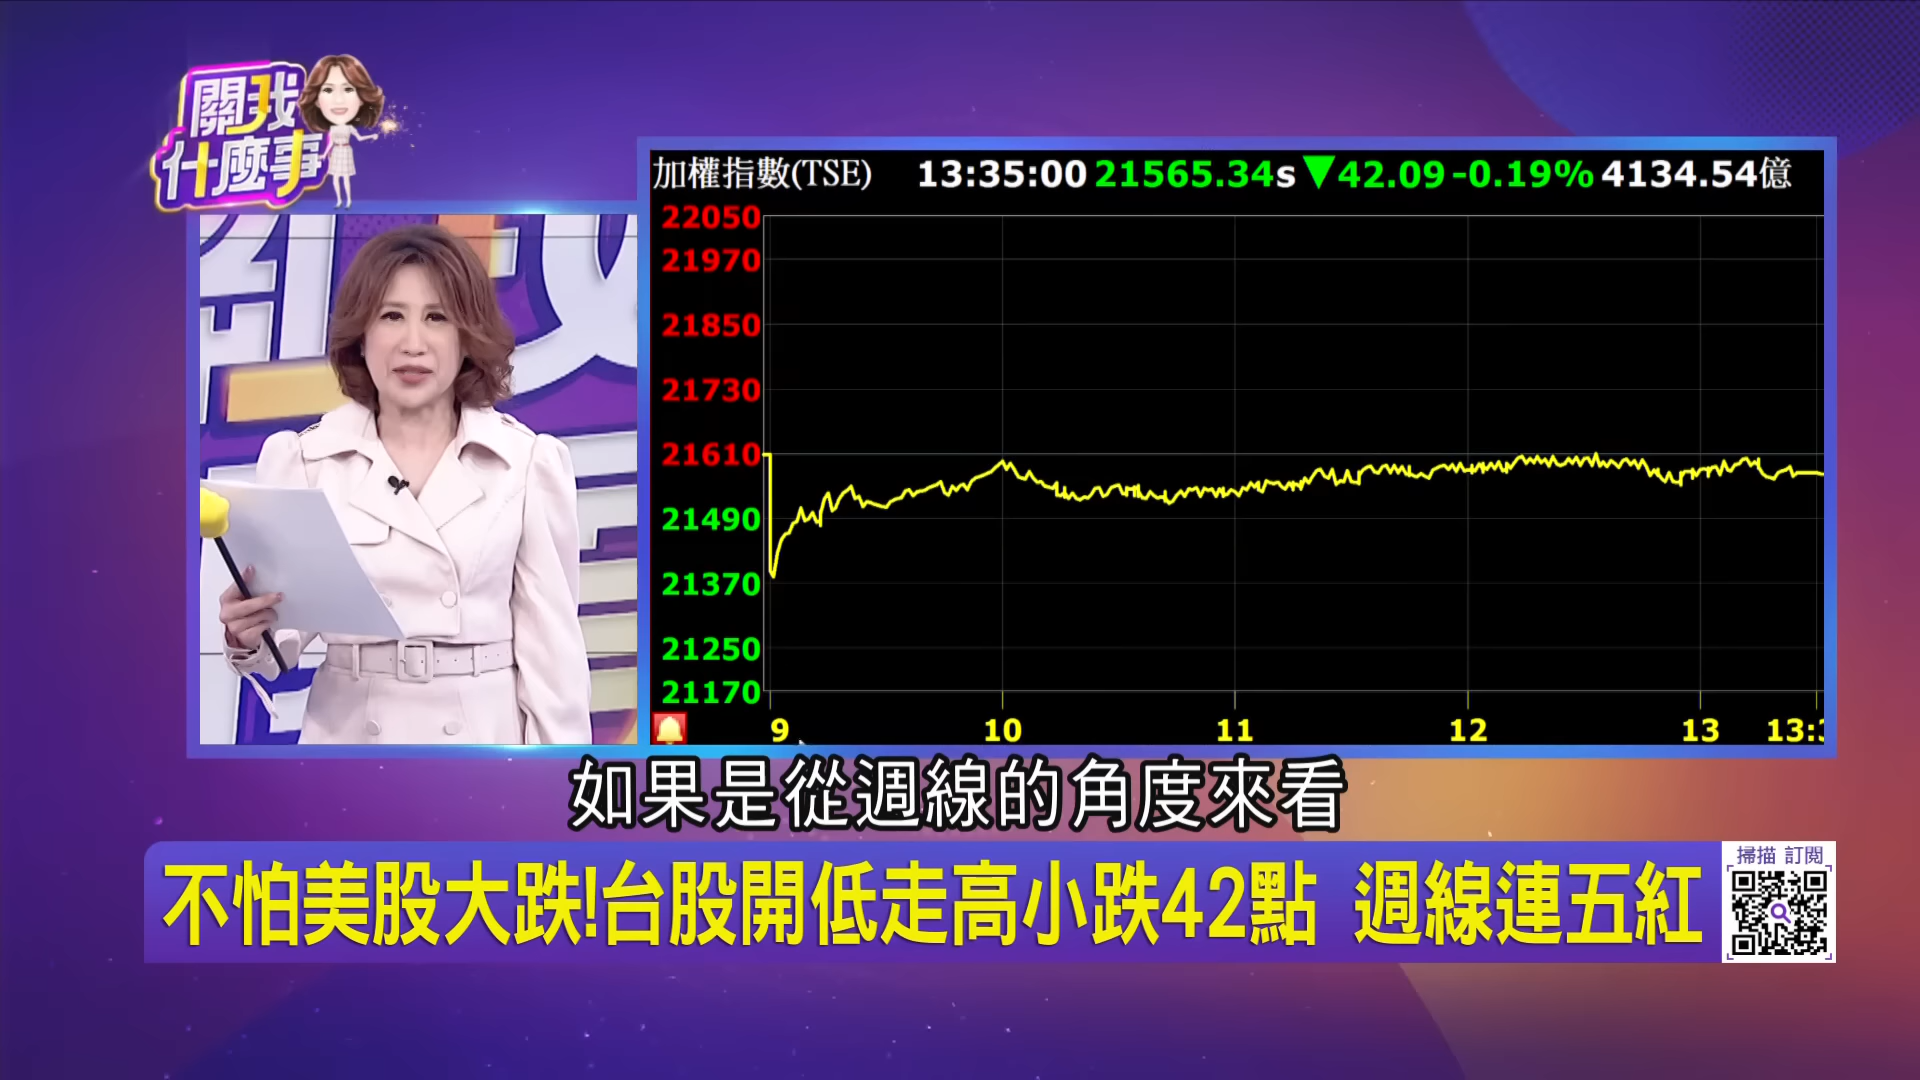 關我
什麼事
加權指數(TSE) 13:35:00 21565.34s ▼42.09 -0.19% 4134.54億
22050
21970
21850
21730
21610
21490
21370
21250
21170
9 10 11 12 13
如果是從週線的角度來看
不怕美股大跌!台股開低走高小跌42點 週線連五紅
掃描 訂閱